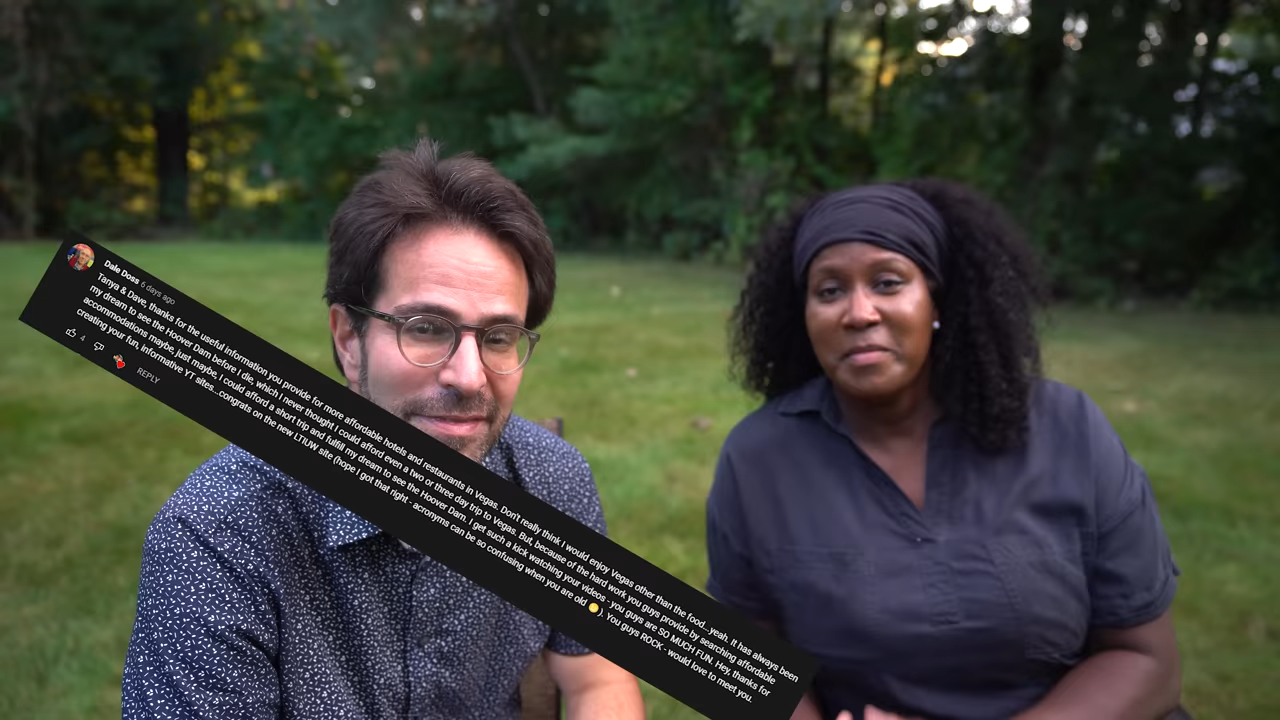 Dale Doss 6 days ago
Tanya & Dave, thanks for the useful information you provide for more affordable hotels and restaurants in Vegas. Don't really think I would enjoy Vegas other than the food...yeah. It has always been
my dream to see the Hoover Dam before I die, which I never thought I could afford even a two or three day trip to Vegas. But, because of the hard work you guys provide by searching affordable
accommodations maybe, just maybe, I could afford a short trip and fulfill my dream to see the Hoover Dam. I get such a kick watching your videos - you guys are SO MUCH FUN. Hey, thanks for
creating your fun, informative YT sites...congrats on the new LTIUW site (hope I got that right - acronyms can be so confusing when you are old 🙂). You guys ROCK - would love to meet you.
4 REPLY